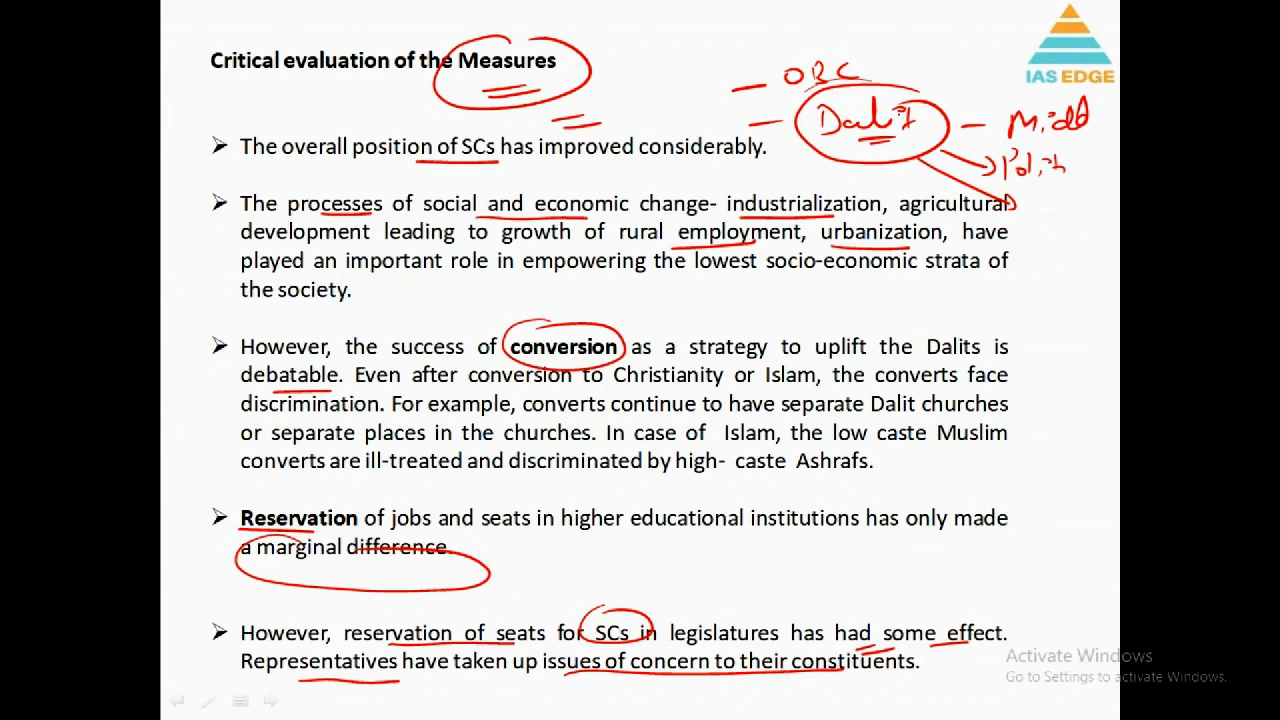 Critical evaluation of the Measures
IAS EDGE
OBC
Dalit
Midd
Polit
➢ The overall position of SCs has improved considerably.
➢ The processes of social and economic change- industrialization, agricultural
development leading to growth of rural employment, urbanization, have
played an important role in empowering the lowest socio-economic strata of
the society.
➢ However, the success of conversion as a strategy to uplift the Dalits is
debatable. Even after conversion to Christianity or Islam, the converts face
discrimination. For example, converts continue to have separate Dalit churches
or separate places in the churches. In case of Islam, the low caste Muslim
converts are ill-treated and discriminated by high- caste Ashrafs.
➢ Reservation of jobs and seats in higher educational institutions has only made
a marginal difference.
➢ However, reservation of seats for SCs in legislatures has had some effect.
Representatives have taken up issues of concern to their constituents.
Activate Windows
Go to Settings to activate Windows.